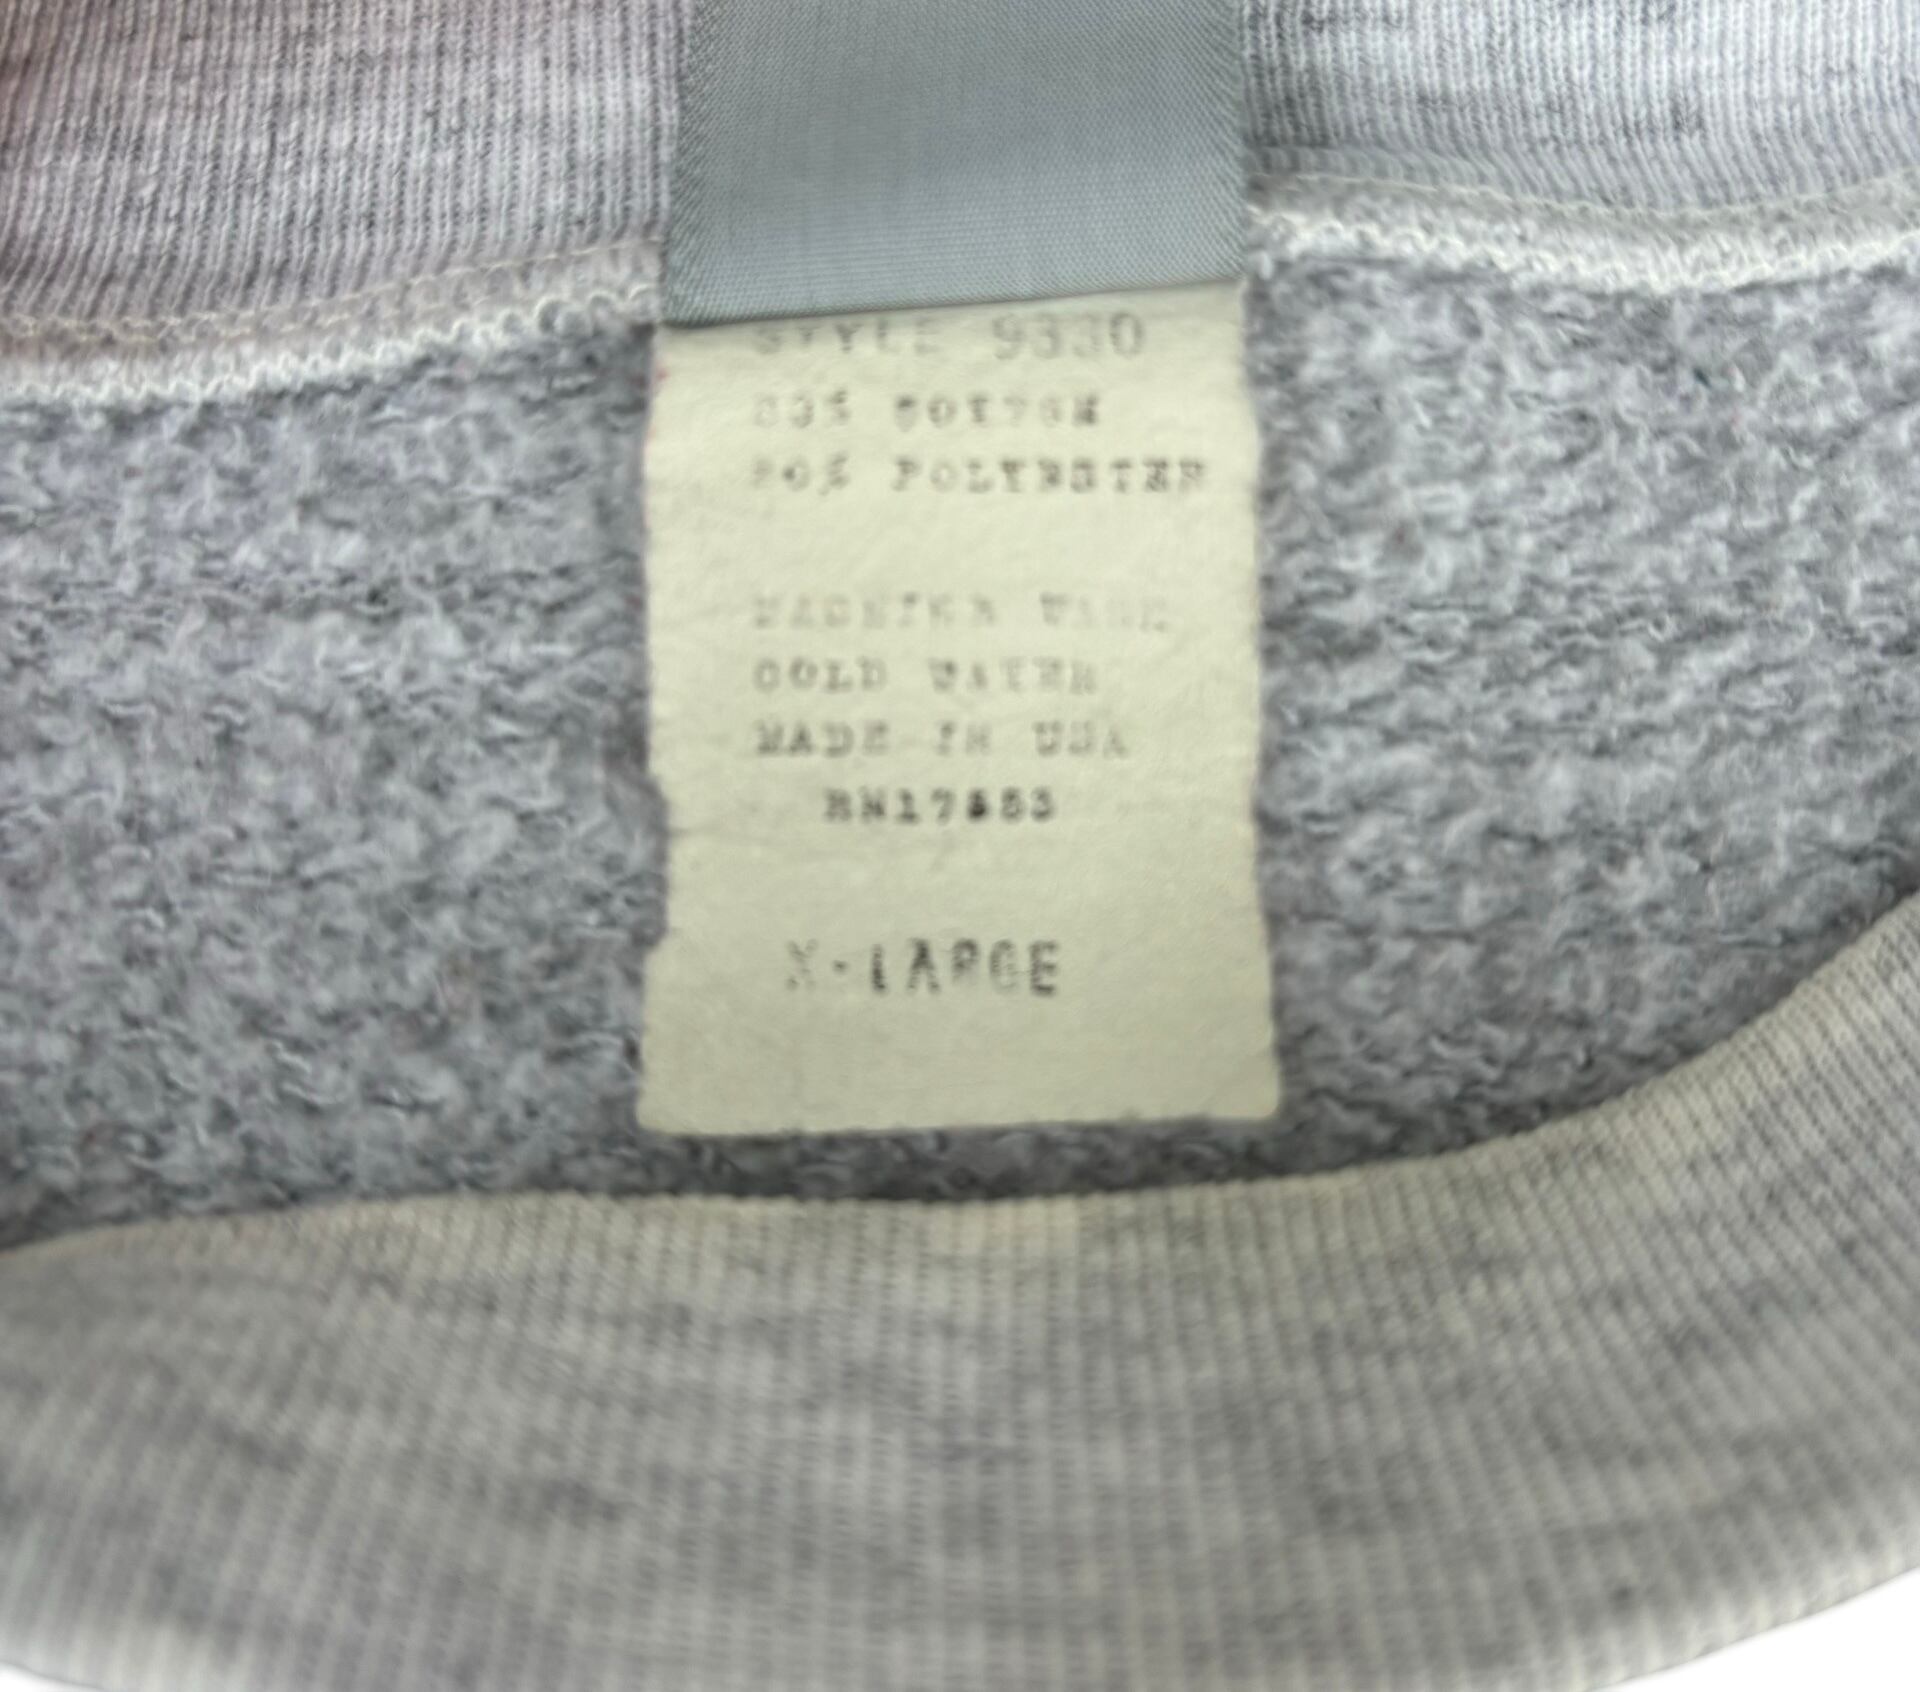 STYLE 9330
80% COTTON
20% POLYESTER
MACHINE WASH
COLD WATER
MADE IN USA
X-LARGE